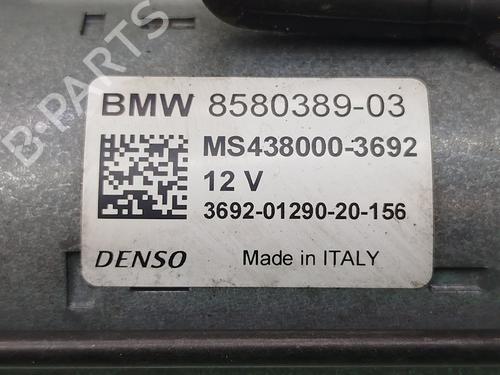 B-PARTS
BMW 8580389-03
MS438000-3692
12 V
3692-01290-20-156
DENSO Made in ITALY